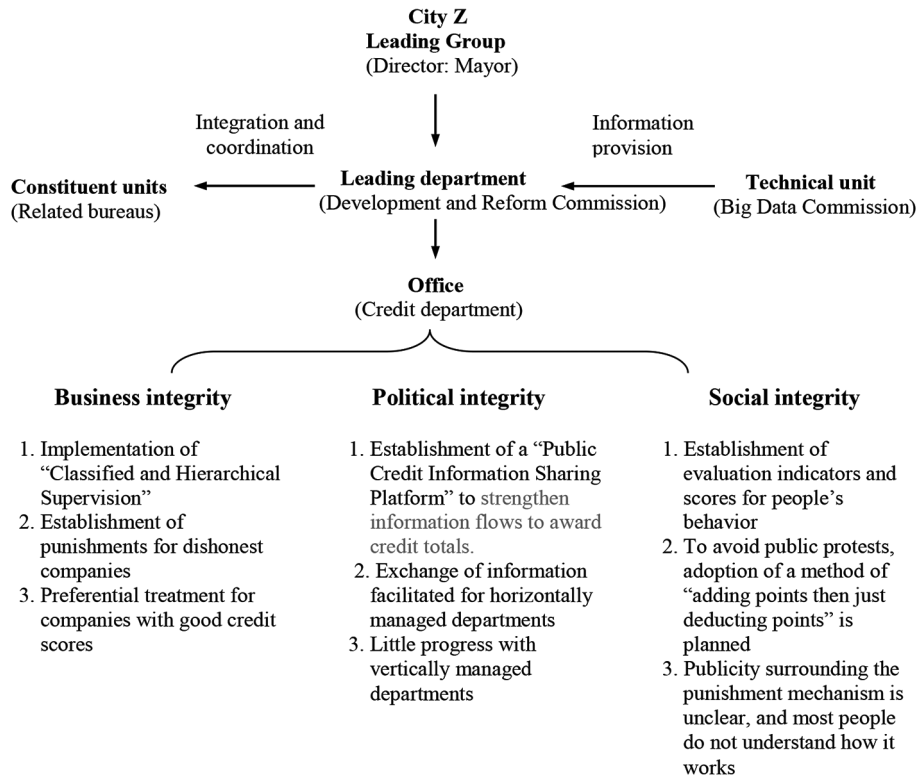 City Z
Leading Group
(Director: Mayor)
Integration and
coordination
Information
provision
Constituent units
(Related bureaus)
Leading department
(Development and Reform Commission)
Technical unit
(Big Data Commission)
Office
(Credit department)
Business integrity
1. Implementation of
“Classified and Hierarchical
Supervision”
2. Establishment of
punishments for dishonest
companies
3. Preferential treatment for
companies with good credit
scores
Political integrity
1. Establishment of a “Public
Credit Information Sharing
Platform” to strengthen
information flows to award
credit totals.
2. Exchange of information
facilitated for horizontally
managed departments
3. Little progress with
vertically managed
departments
Social integrity
1. Establishment of
evaluation indicators and
scores for people’s
behavior
2. To avoid public protests,
adoption of a method of
“adding points then just
deducting points” is
planned
3. Publicity surrounding the
punishment mechanism is
unclear, and most people
do not understand how it
works